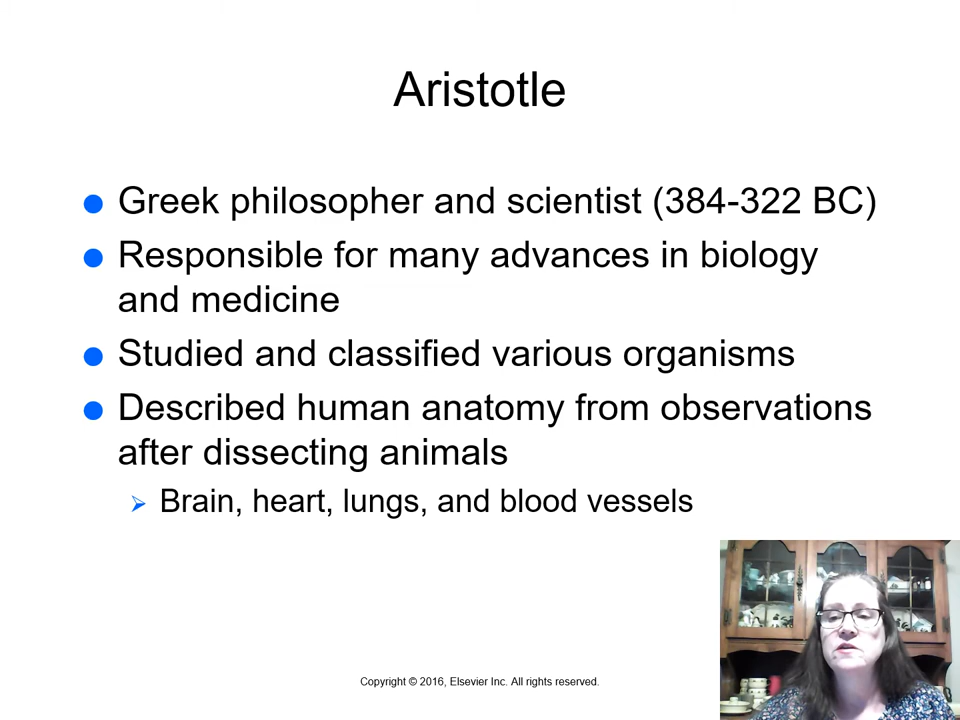 Aristotle
Greek philosopher and scientist (384-322 BC)
Responsible for many advances in biology
and medicine
Studied and classified various organisms
Described human anatomy from observations
after dissecting animals
Brain, heart, lungs, and blood vessels
Copyright © 2016, Elsevier Inc. All rights reserved.